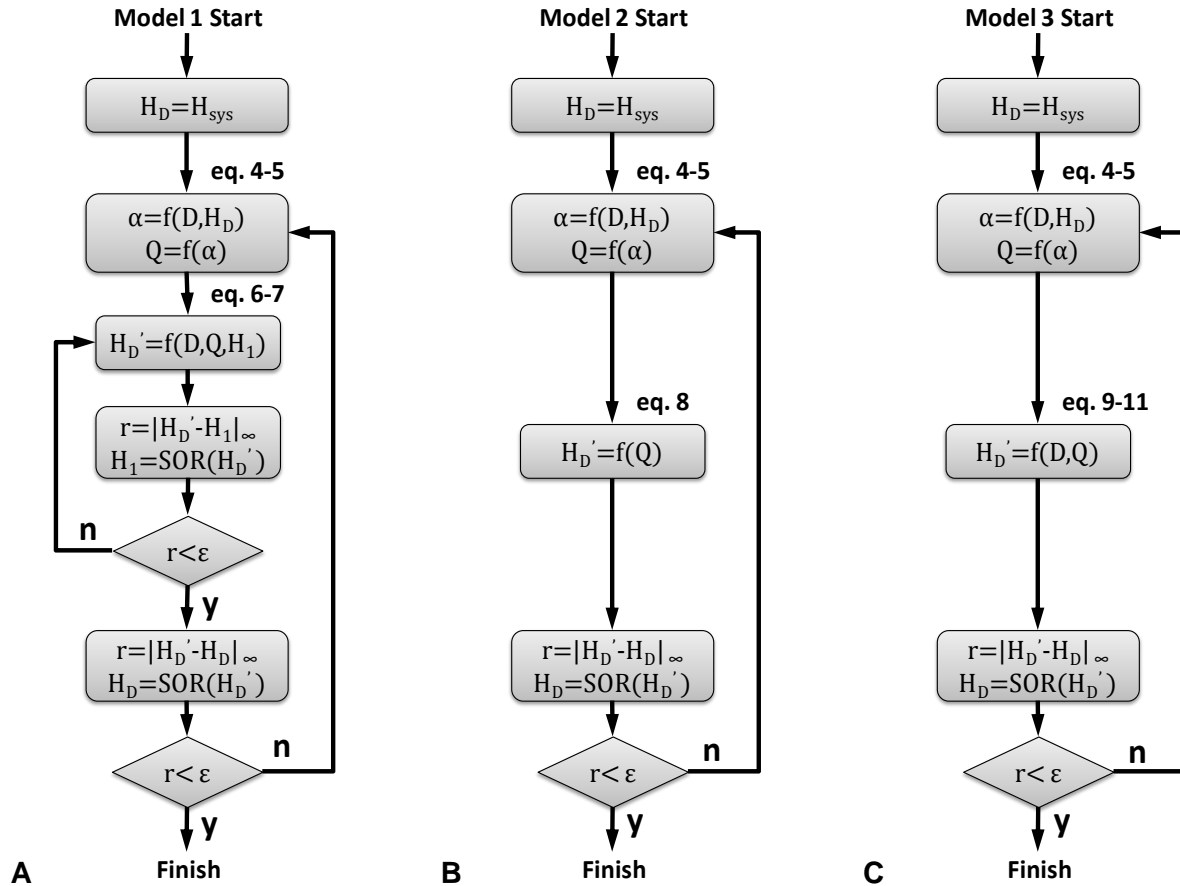 Model 1 Start
H_D=H_sys
eq. 4-5
α=f(D,H_D)
Q=f(α)
eq. 6-7
H_D'=f(D,Q,H_1)
r=|H_D'-H_1|_∞
H_1=SOR(H_D')
n
r<ε
y
r=|H_D'-H_D|_∞
H_D=SOR(H_D')
n
r< ε
y
A
Finish
Model 2 Start
H_D=H_sys
eq. 4-5
α=f(D,H_D)
Q=f(α)
eq. 8
H_D'=f(Q)
r=|H_D'-H_D|_∞
H_D=SOR(H_D')
n
r< ε
y
B
Finish
Model 3 Start
H_D=H_sys
eq. 4-5
α=f(D,H_D)
Q=f(α)
eq. 9-11
H_D'=f(D,Q)
r=|H_D'-H_D|_∞
H_D=SOR(H_D')
n
r< ε
y
C
Finish